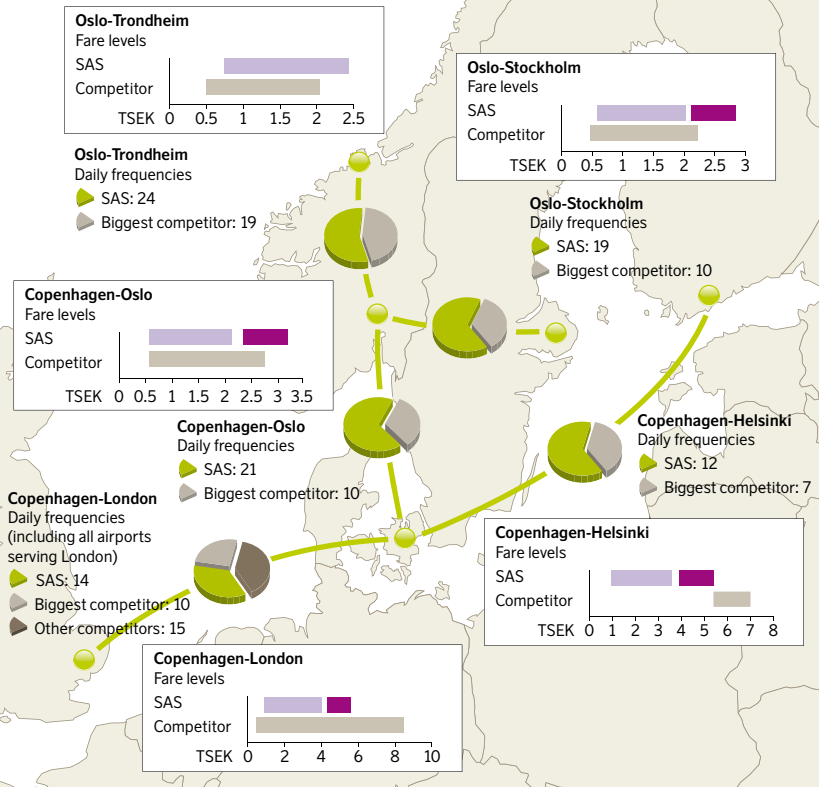 Oslo-Trondheim
Fare levels
SAS
Competitor
TSEK 0 0.5 1 1.5 2 2.5
Oslo-Stockholm
Fare levels
SAS
Competitor
TSEK 0 0.5 1 1.5 2 2.5 3
Oslo-Trondheim
Daily frequencies
SAS: 24
Biggest competitor: 19
Oslo-Stockholm
Daily frequencies
SAS: 19
Biggest competitor: 10
Copenhagen-Oslo
Fare levels
SAS
Competitor
TSEK 0 0.5 1 1.5 2 2.5 3 3.5
Copenhagen-Oslo
Daily frequencies
SAS: 21
Biggest competitor: 10
Copenhagen-Helsinki
Daily frequencies
SAS: 12
Biggest competitor: 7
Copenhagen-London
Daily frequencies
(including all airports
serving London)
SAS: 14
Biggest competitor: 10
Other competitors: 15
Copenhagen-Helsinki
Fare levels
SAS
Competitor
TSEK 0 1 2 3 4 5 6 7 8
Copenhagen-London
Fare levels
SAS
Competitor
TSEK 0 2 4 6 8 10